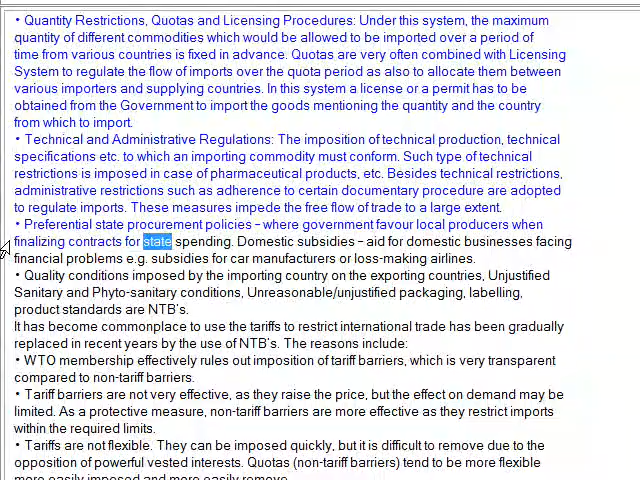 • Quantity Restrictions, Quotas and Licensing Procedures: Under this system, the maximum
quantity of different commodities which would be allowed to be imported over a period of
time from various countries is fixed in advance. Quotas are very often combined with Licensing
System to regulate the flow of imports over the quota period as also to allocate them between
various importers and supplying countries. In this system a license or a permit has to be
obtained from the Government to import the goods mentioning the quantity and the country
from which to import.
• Technical and Administrative Regulations: The imposition of technical production, technical
specifications etc. to which an importing commodity must conform. Such type of technical
restrictions is imposed in case of pharmaceutical products, etc. Besides technical restrictions,
administrative restrictions such as adherence to certain documentary procedure are adopted
to regulate imports. These measures impede the free flow of trade to a large extent.
• Preferential state procurement policies – where government favour local producers when
finalizing contracts for state spending. Domestic subsidies – aid for domestic businesses facing
financial problems e.g. subsidies for car manufacturers or loss-making airlines.
• Quality conditions imposed by the importing country on the exporting countries, Unjustified
Sanitary and Phyto-sanitary conditions, Unreasonable/unjustified packaging, labelling,
product standards are NTB's.
It has become commonplace to use the tariffs to restrict international trade has been gradually
replaced in recent years by the use of NTB's. The reasons include:
• WTO membership effectively rules out imposition of tariff barriers, which is very transparent
compared to non-tariff barriers.
• Tariff barriers are not very effective, as they raise the price, but the effect on demand may be
limited. As a protective measure, non-tariff barriers are more effective as they restrict imports
within the required limits.
• Tariffs are not flexible. They can be imposed quickly, but it is difficult to remove due to the
opposition of powerful vested interests. Quotas (non-tariff barriers) tend to be more flexible
more easily imposed and more easily remove